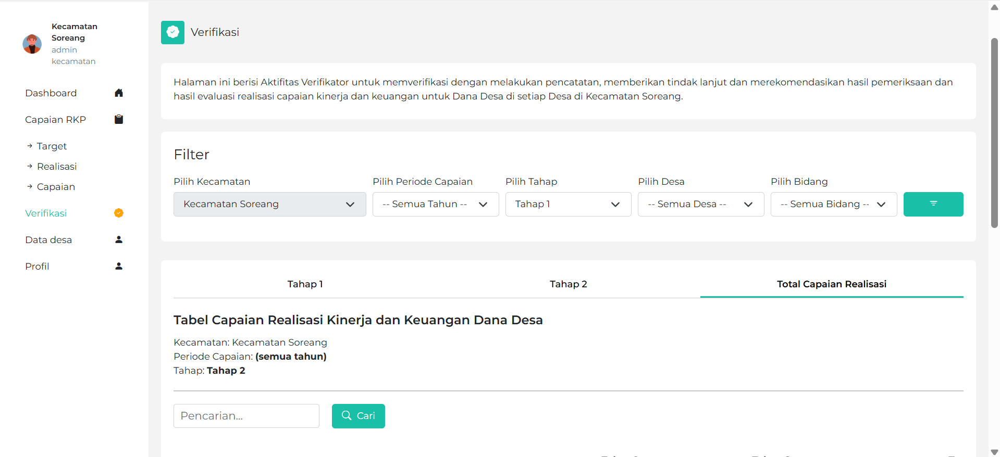 Kecamatan
Soreang
admin
kecamatan
Dashboard
Capaian RKP
Target
Realisasi
Capaian
Verifikasi
Data desa
Profil
Verifikasi
Halaman ini berisi Aktifitas Verifikator untuk memverifikasi dengan melakukan pencatatan, memberikan tindak lanjut dan merekomendasikan hasil pemeriksaan dan
hasil evaluasi realisasi capaian kinerja dan keuangan untuk Dana Desa di setiap Desa di Kecamatan Soreang.
Filter
Pilih Kecamatan Pilih Periode Capaian Pilih Tahap Pilih Desa Pilih Bidang
Kecamatan Soreang -- Semua Tahun -- Tahap 1 -- Semua Desa -- -- Semua Bidang --
Tahap 1 Tahap 2 Total Capaian Realisasi
Tabel Capaian Realisasi Kinerja dan Keuangan Dana Desa
Kecamatan: Kecamatan Soreang
Periode Capaian: (semua tahun)
Tahap: Tahap 2
Pencarian... Cari